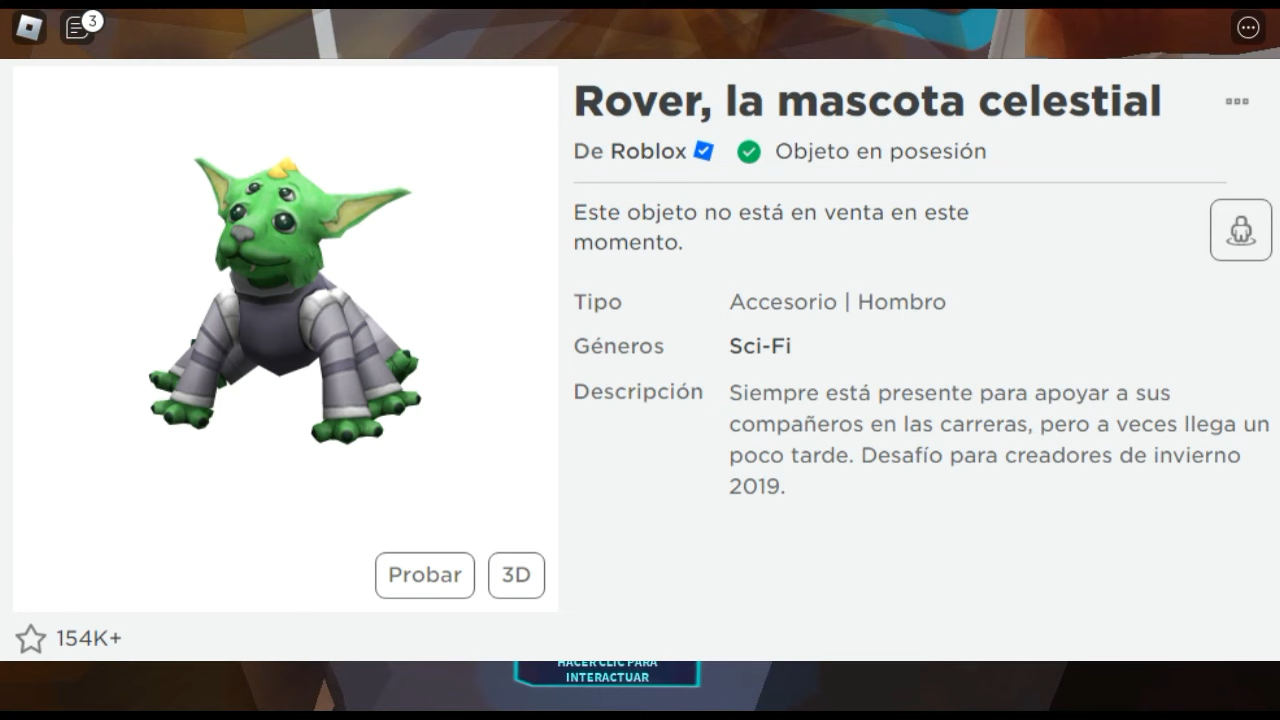 3
Rover, la mascota celestial
De Roblox Objeto en posesión
Este objeto no está en venta en este
momento.
Tipo Accesorio | Hombro
Géneros Sci-Fi
Descripción Siempre está presente para apoyar a sus
compañeros en las carreras, pero a veces llega un
poco tarde. Desafío para creadores de invierno
2019.
Probar 3D
154K+
HACER CLIC PARA
INTERACTUAR